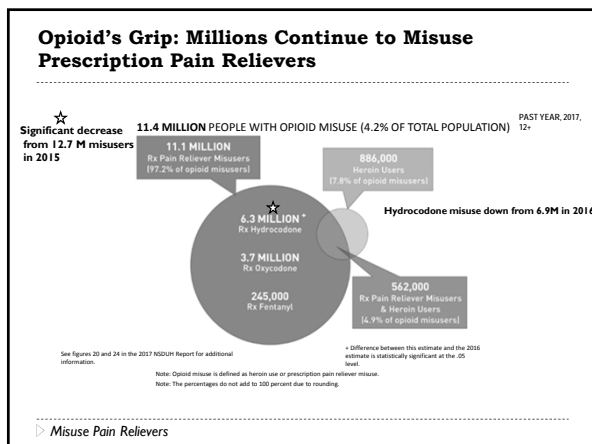 Opioid's Grip: Millions Continue to Misuse
Prescription Pain Relievers
Significant decrease
from 12.7 M misusers
in 2015
11.4 MILLION PEOPLE WITH OPIOID MISUSE (4.2% OF TOTAL POPULATION)
PAST YEAR, 2017,
12+
11.1 MILLION
Rx Pain Reliever Misusers
(97.2% of opioid misusers)
886,000
Heroin Users
(7.8% of opioid misusers)
6.3 MILLION +
Rx Hydrocodone
Hydrocodone misuse down from 6.9M in 2016
3.7 MILLION
Rx Oxycodone
245,000
Rx Fentanyl
562,000
Rx Pain Reliever Misusers
& Heroin Users
(4.9% of opioid misusers)
See figures 20 and 24 in the 2017 NSDUH Report for additional
information.
+ Difference between this estimate and the 2016
estimate is statistically significant at the .05
level.
Note: Opioid misuse is defined as heroin use or prescription pain reliever misuse.
Note: The percentages do not add to 100 percent due to rounding.
Misuse Pain Relievers